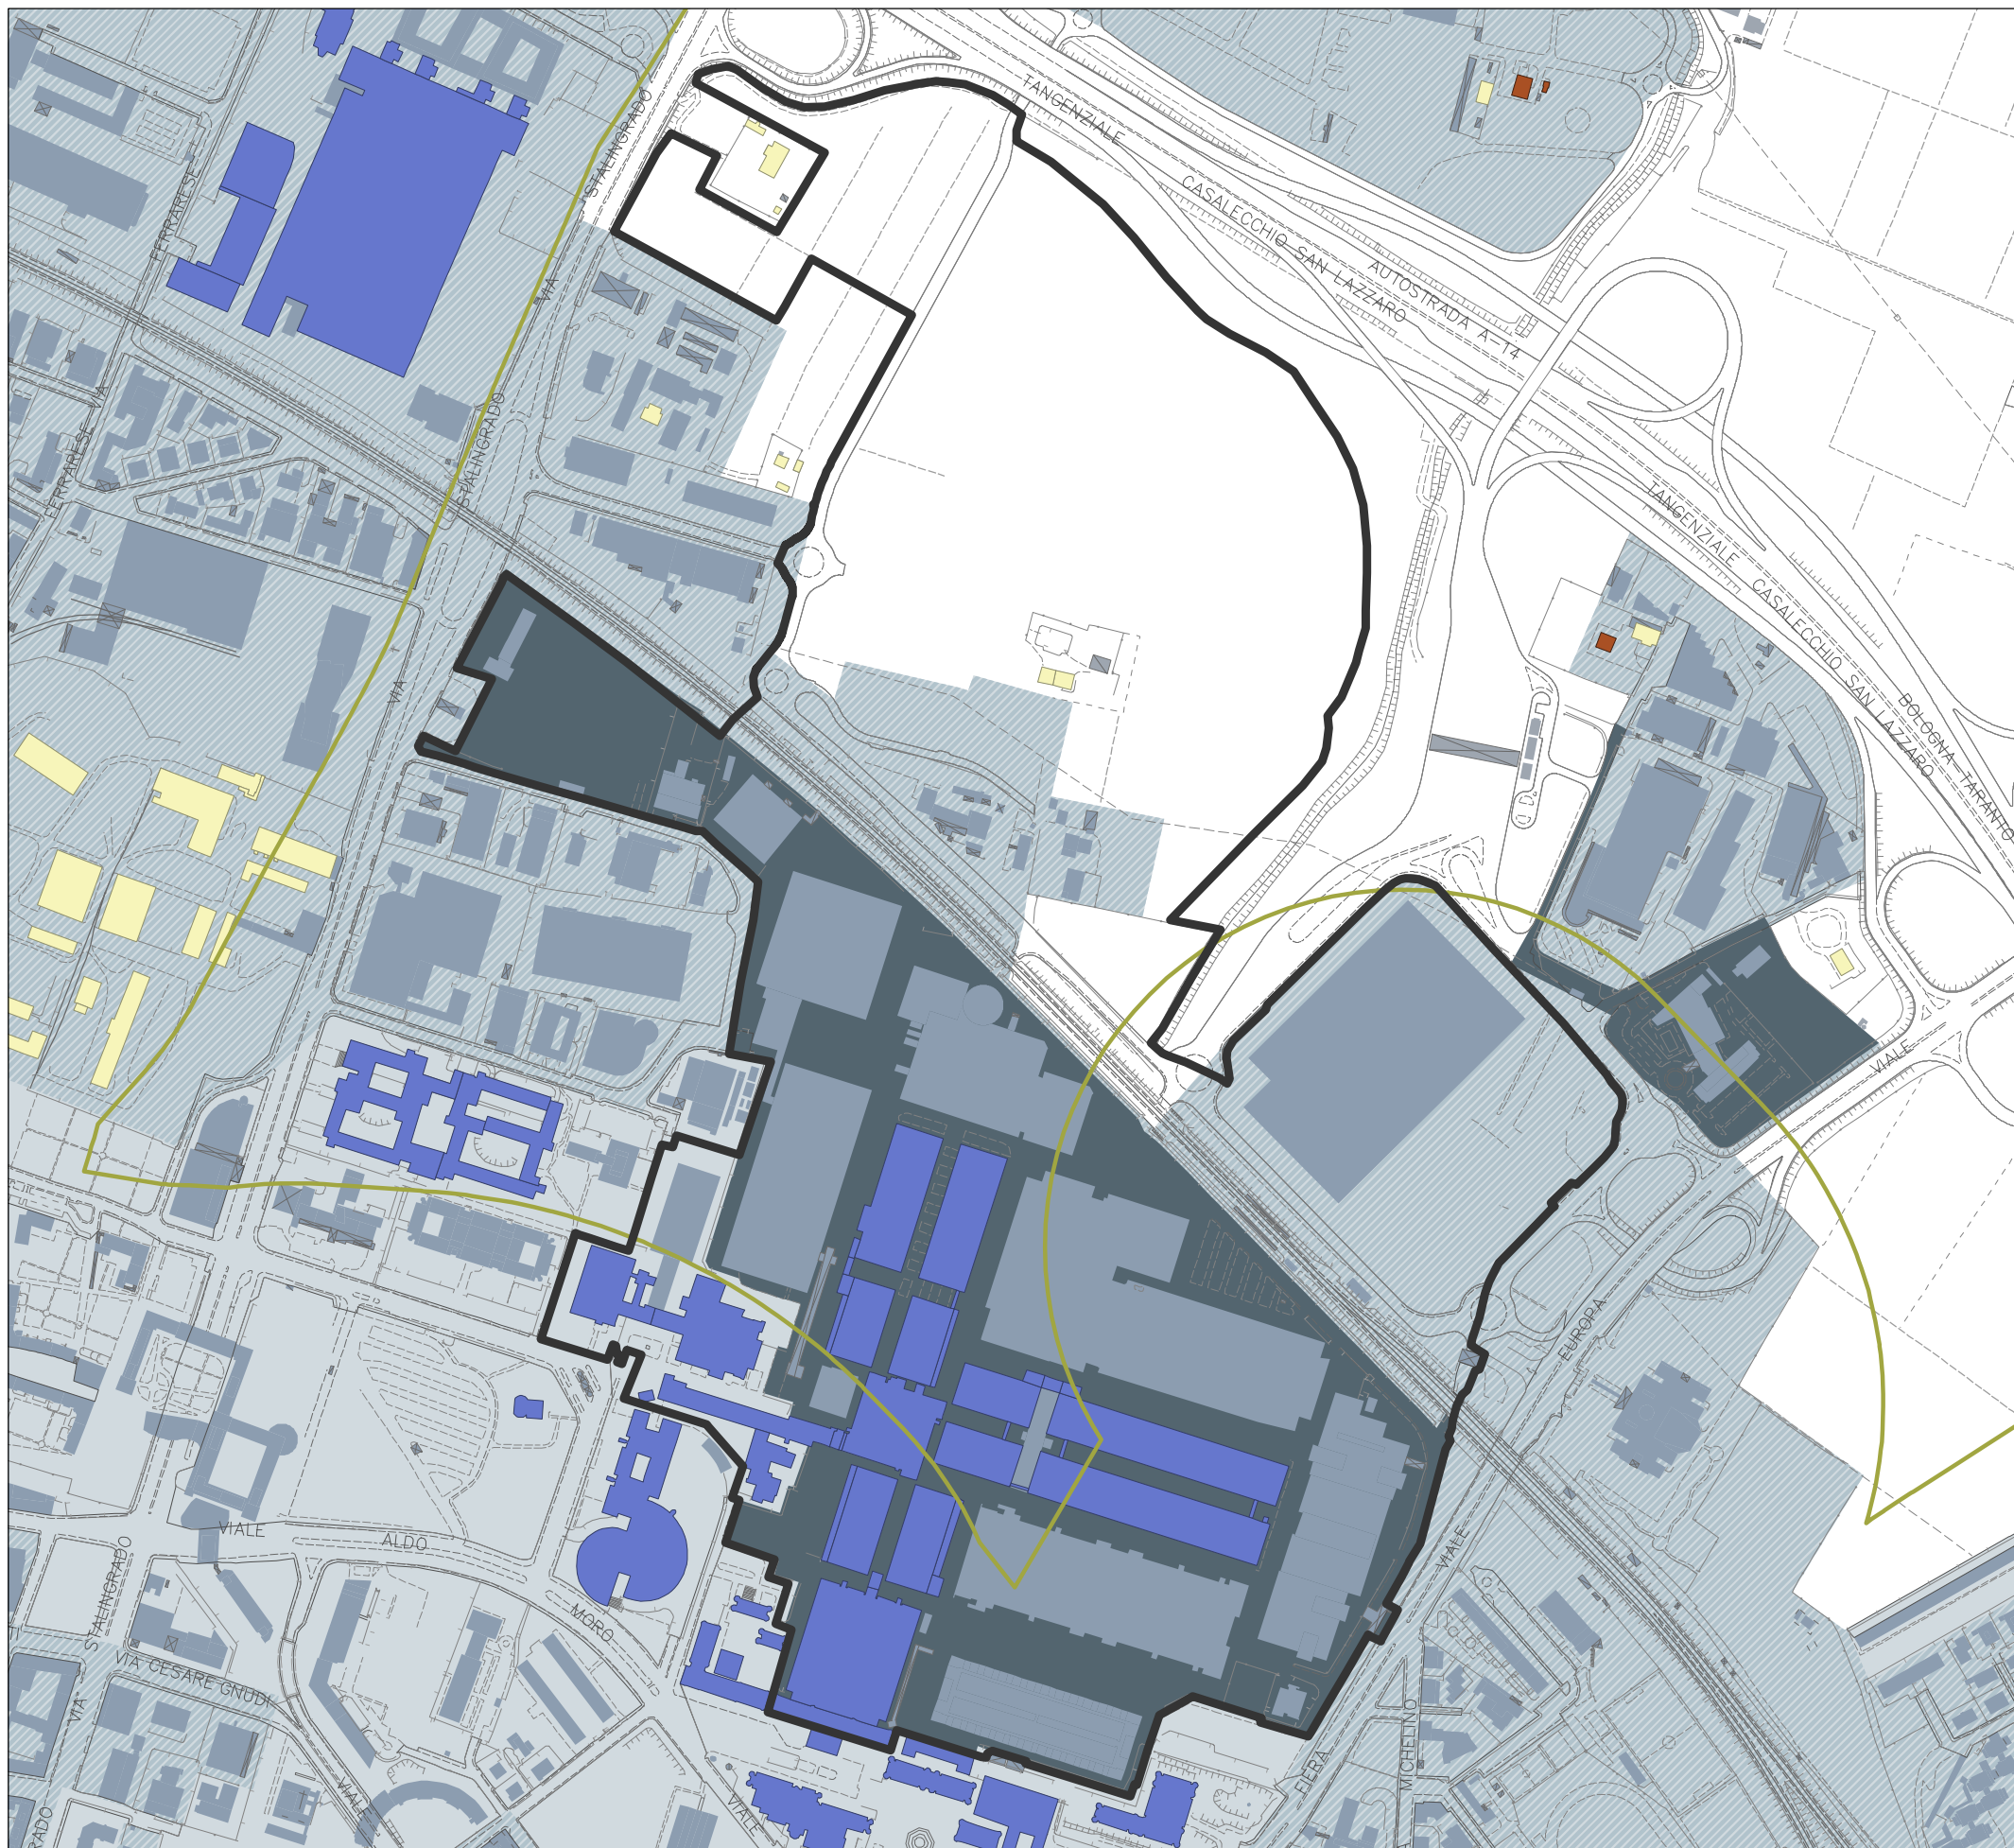 STALINGRADO
VIA
TANGENZIALE
CASALECCHIO SAN LAZZARO
AUTOSTRADA A-14
FERRARESE
VIA
STALINGRADO
FERRARESE
VIA
TANGENZIALE
CASALECCHIO SAN LAZZARO
BOLOGNA TARANTO
VIALE
EUROPA
VIALE
ALDO
MORO
STALINGRADO
VIA
VIA CESARE GNUDI
VIALE
VIALE
VIALE
FIERA
MICHELINO
RADO